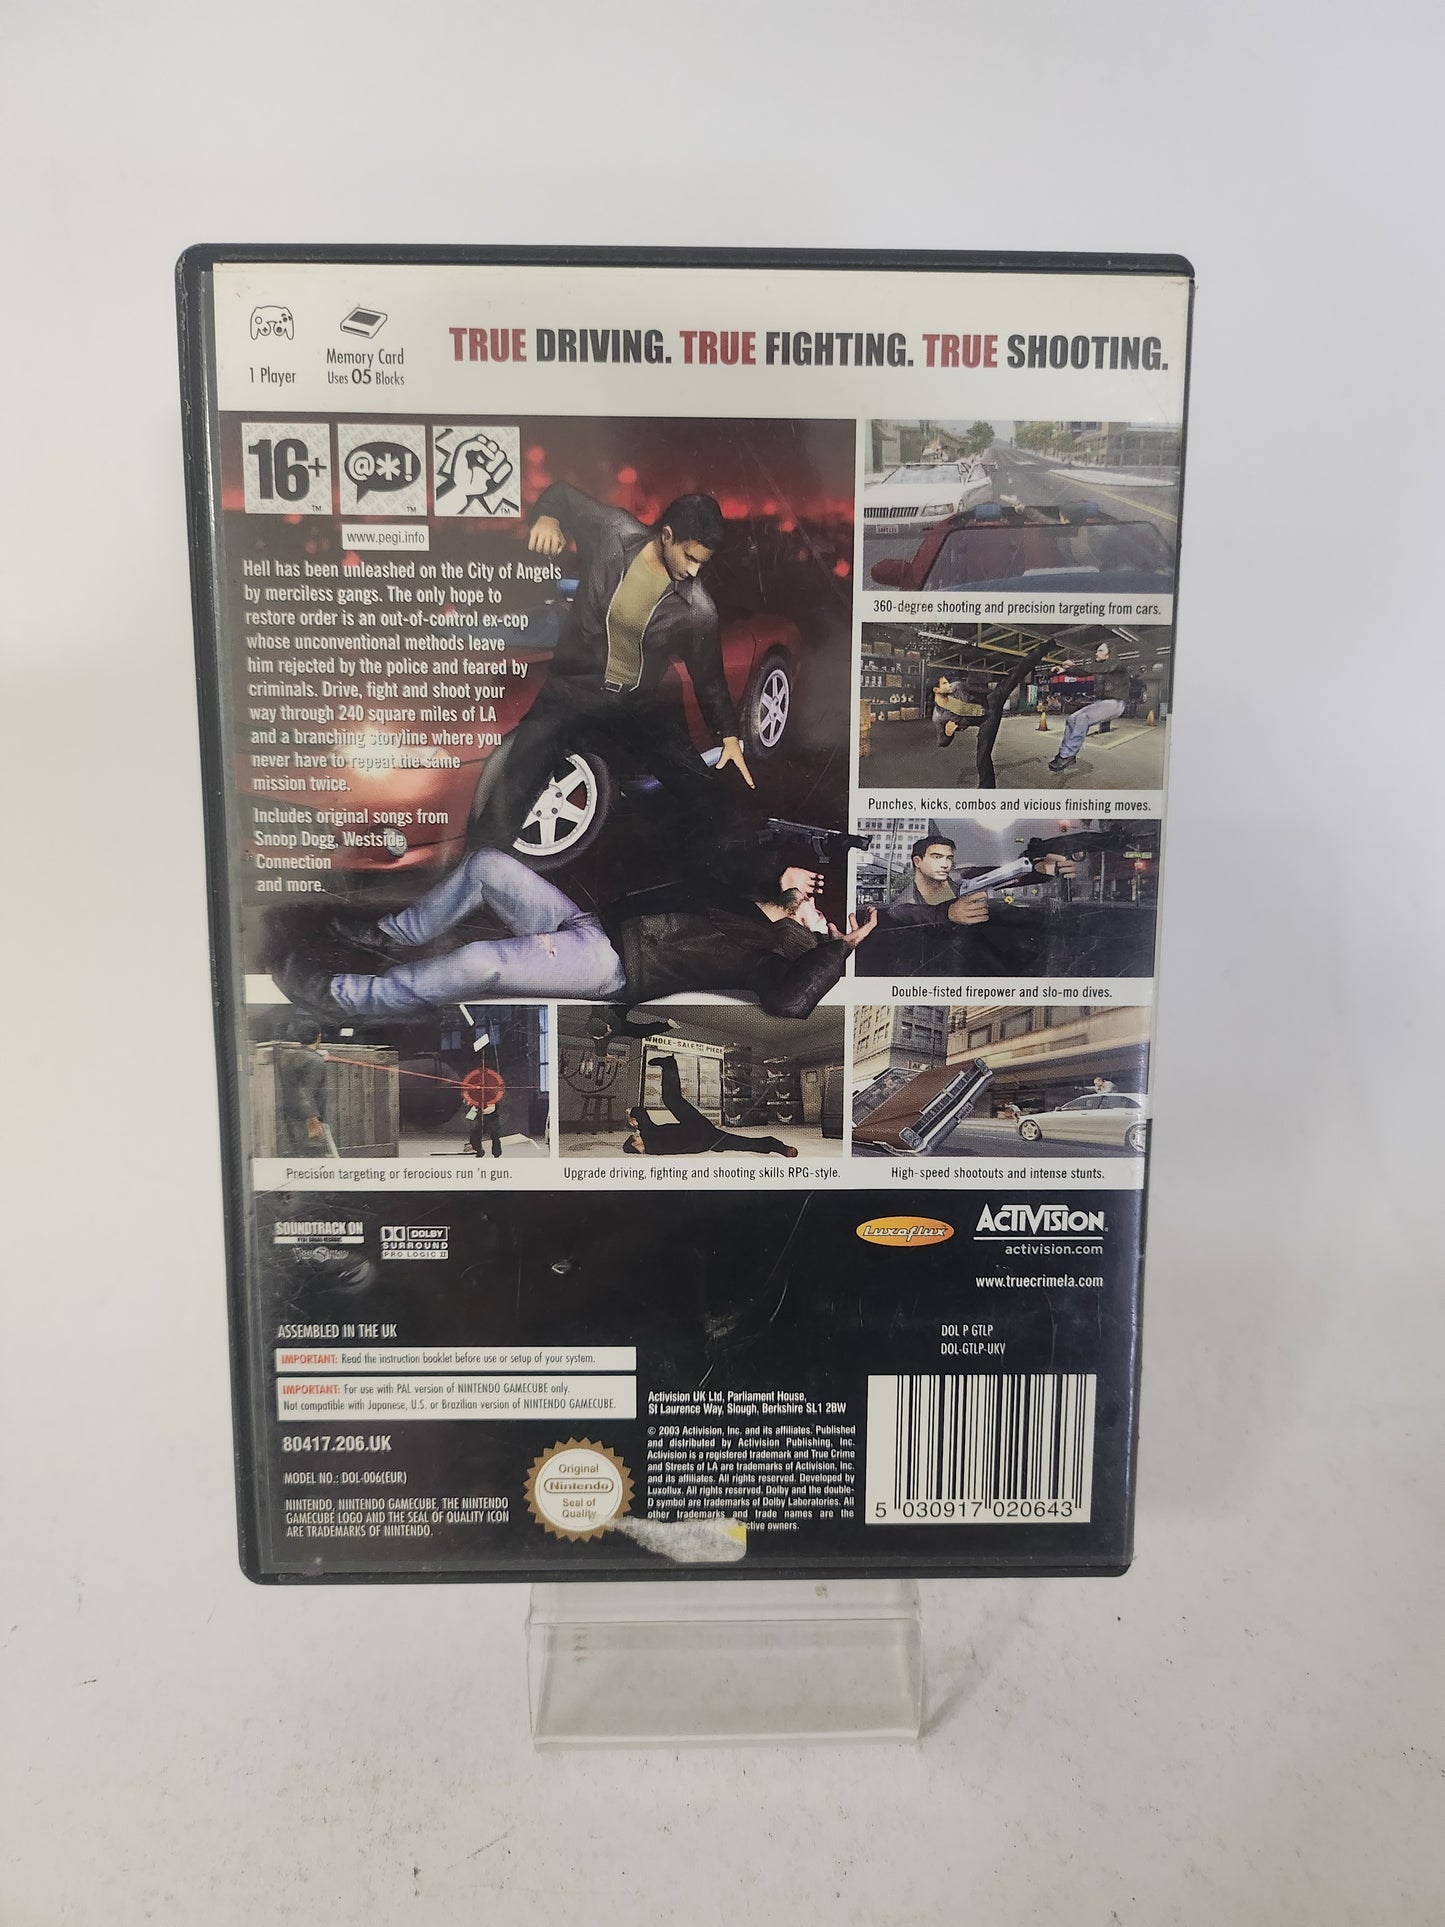 1 Player
Memory Card
Uses 05 Blocks
TRUE DRIVING. TRUE FIGHTING. TRUE SHOOTING.
16+
@*!
TM
TM
TM
www.pegi.info
Hell has been unleashed on the City of Angels
by merciless gangs. The only hope to
restore order is an out-of-control ex-cop
whose unconventional methods leave
him rejected by the police and feared by
criminals. Drive, fight and shoot your
way through 240 square miles of LA
and a branching storyline where you
never have to repeat the same
mission twice.
Includes original songs from
Snoop Dogg, Westside
Connection
and more.
360-degree shooting and precision targeting from cars.
Punches, kicks, combos and vicious finishing moves.
Double-fisted firepower and slo-mo dives.
WHOLE-SALE
PIECE
Precision targeting or ferocious run 'n gun.
Upgrade driving, fighting and shooting skills RPG-style.
High-speed shootouts and intense stunts.
SOUNDTRACK ON
DOLBY
SURROUND
PRO LOGIC II
Luxoflux
ACTIVISION
activision.com
www.truecrimela.com
ASSEMBLED IN THE UK
IMPORTANT: Read the instruction booklet before use or setup of your system.
IMPORTANT: For use with PAL version of NINTENDO GAMECUBE only.
Not compatible with Japanese, U.S. or Brazilian version of NINTENDO GAMECUBE.
80417.206.UK
MODEL NO.: DOL-006(EUR)
NINTENDO, NINTENDO GAMECUBE, THE NINTENDO
GAMECUBE LOGO AND THE SEAL OF QUALITY ICON
ARE TRADEMARKS OF NINTENDO.
Original
Nintendo
Seal of
Quality
Activision UK Ltd, Parliament House,
St Laurence Way, Slough, Berkshire SL1 2BW
© 2003 Activision, Inc. and its affiliates. Published
and distributed by Activision Publishing, Inc.
Activision is a registered trademark and True Crime
and Streets of LA are trademarks of Activision, Inc.
and its affiliates. All rights reserved. Developed by
Luxoflux. All rights reserved. Dolby and the double-
D symbol are trademarks of Dolby Laboratories. All
other trademarks and trade names are the
ctive owners.
DOL P GTLP
DOL-GTLP-UKV
5 030917 020643